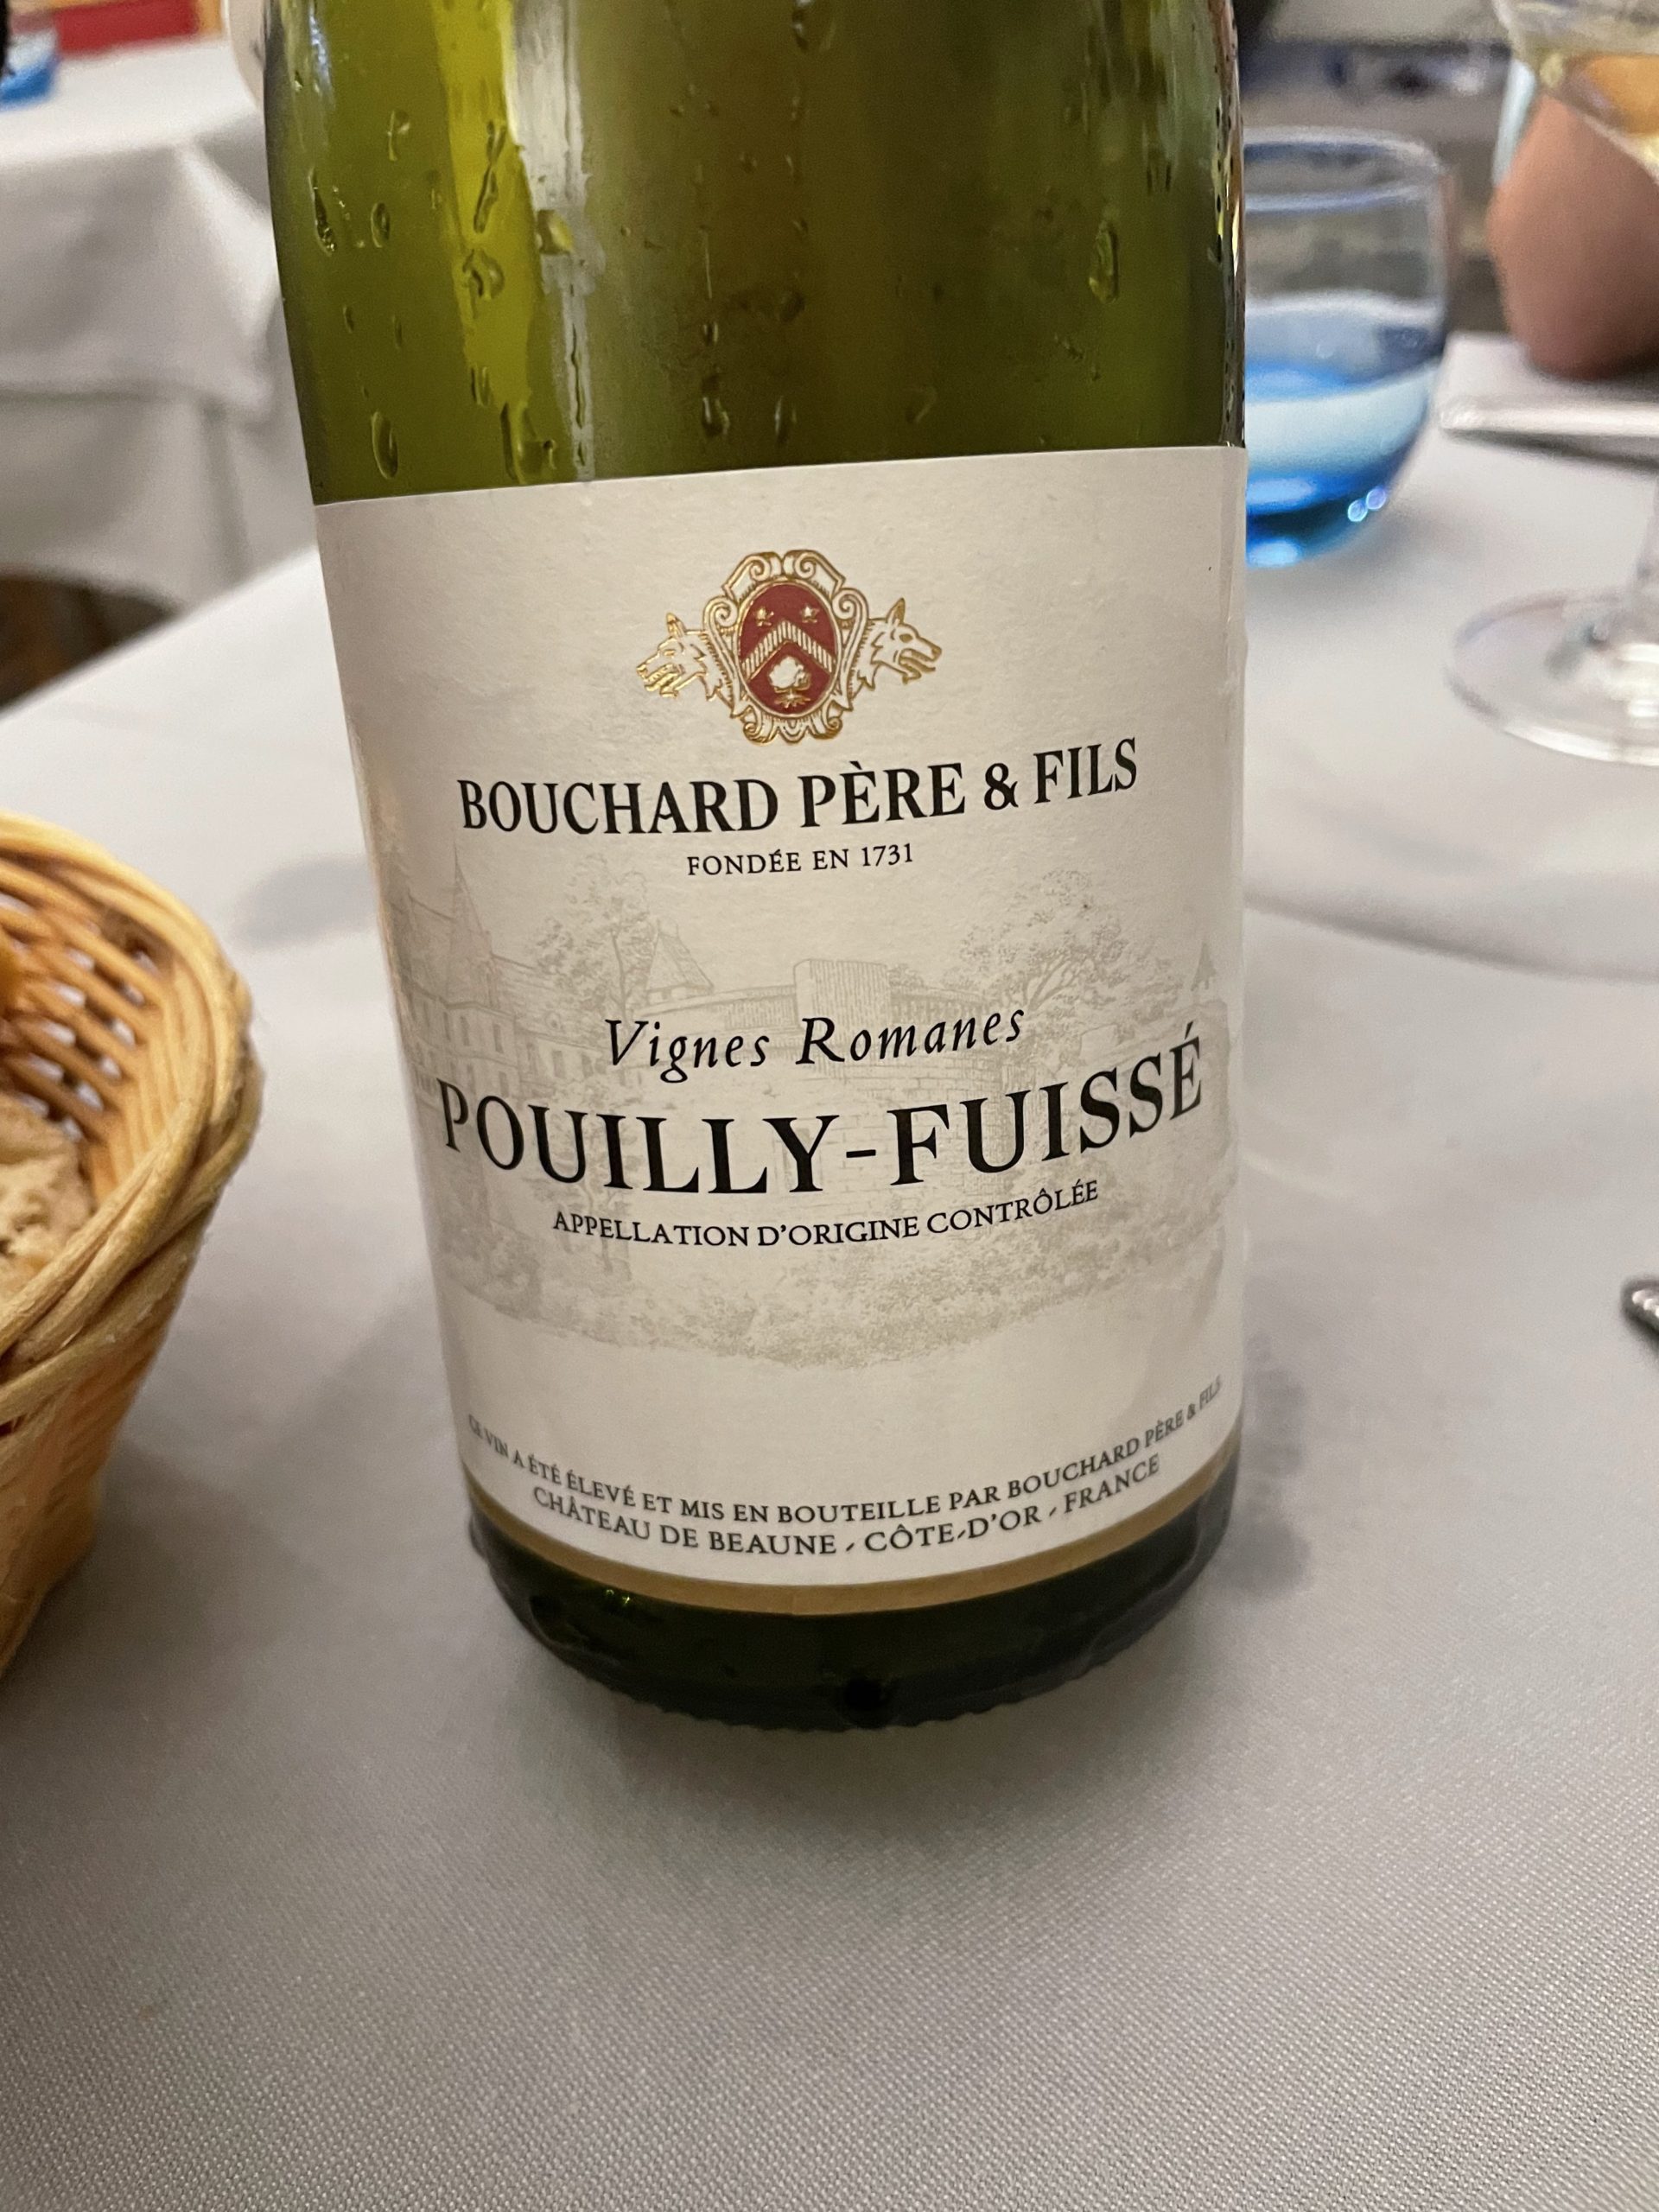 BOUCHARD PÈRE & FILS
FONDÉE EN 1731
Vignes Romanes
POUILLY-FUISSÉ
APPELLATION D'ORIGINE CONTRÔLÉE
CE VIN A ÉTÉ ÉLEVÉ ET MIS EN BOUTEILLE PAR BOUCHARD PÈRE & FILS
CHÂTEAU DE BEAUNE - CÔTE-D'OR - FRANCE